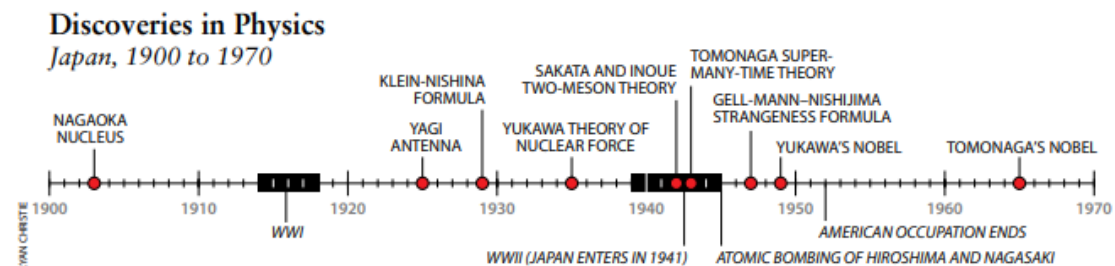 Discoveries in Physics
Japan, 1900 to 1970
NAGAOKA
NUCLEUS
KLEIN-NISHINA
FORMULA
YAGI
ANTENNA
YUKAWA THEORY OF
NUCLEAR FORCE
SAKATA AND INOUE
TWO-MESON THEORY
TOMONAGA SUPER-
MANY-TIME THEORY
GELL-MANN–NISHIJIMA
STRANGENESS FORMULA
YUKAWA'S NOBEL
TOMONAGA'S NOBEL
1900 1910 1920 1930 1940 1950 1960 1970
WWI
WWII (JAPAN ENTERS IN 1941)
ATOMIC BOMBING OF HIROSHIMA AND NAGASAKI
AMERICAN OCCUPATION ENDS
YAN CHRISTIE